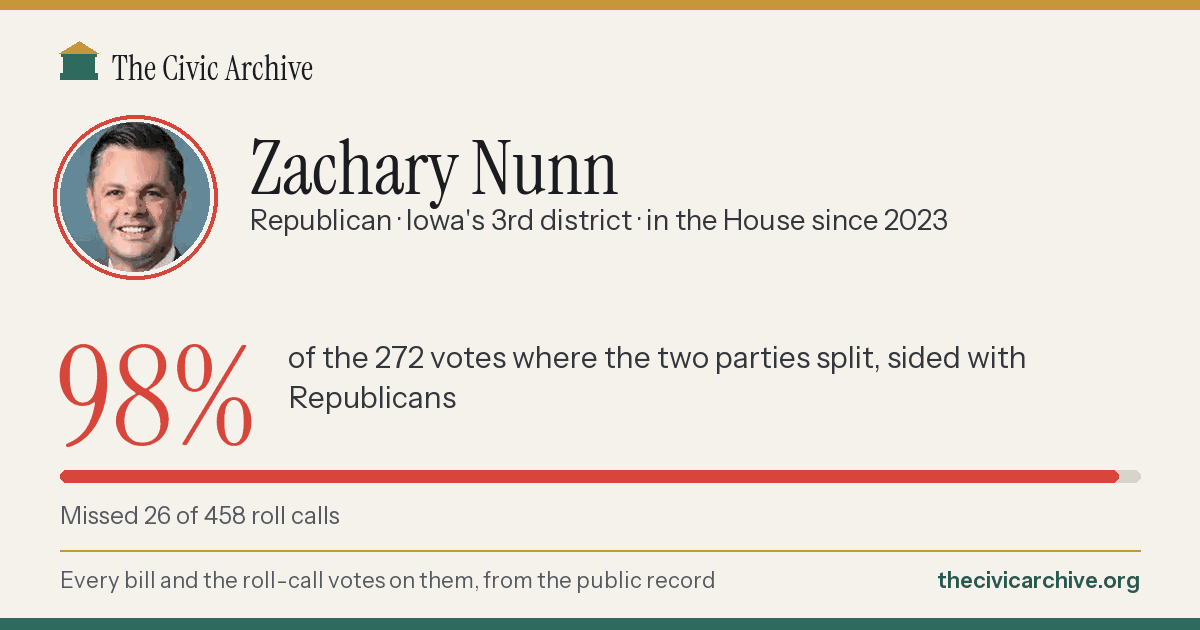 The Civic Archive
Zachary Nunn
Republican · Iowa's 3rd district · in the House since 2023
98%
of the 272 votes where the two parties split, sided with
Republicans
Missed 26 of 458 roll calls
Every bill and the roll-call votes on them, from the public record
thecivicarchive.org